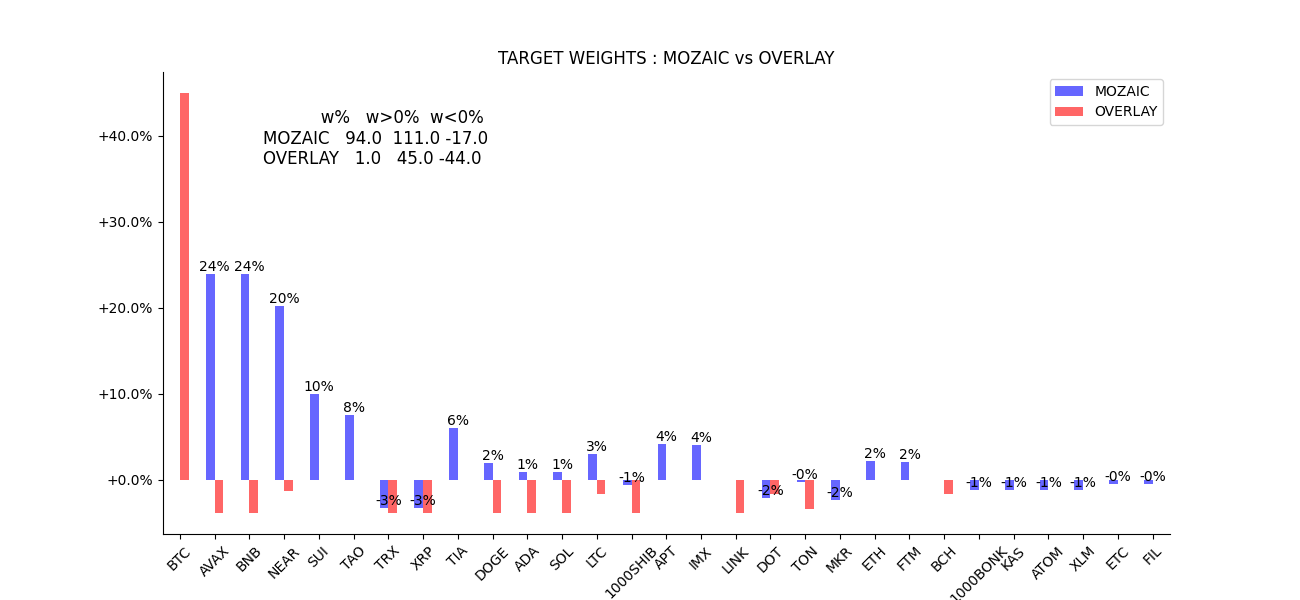 TARGET WEIGHTS : MOZAIC vs OVERLAY
MOZAIC
OVERLAY
w% w>0% w<0%
MOZAIC 94.0 111.0 -17.0
OVERLAY 1.0 45.0 -44.0
+40.0%
+30.0%
+20.0%
+10.0%
+0.0%
24% 24% 20% 10% 8% -3% -3% 6% 2% 1% 1% 3% -1% 4% 4% -2% -0% -2% 2% 2% -1% -1% -1% -1% -0% -0%
BTC AVAX BNB NEAR SUI TAO TRX XRP TIA DOGE ADA SOL LTC 1000SHIB APT IMX LINK DOT TON MKR ETH FTM BCH 1000BONK KAS ATOM XLM ETC FIL